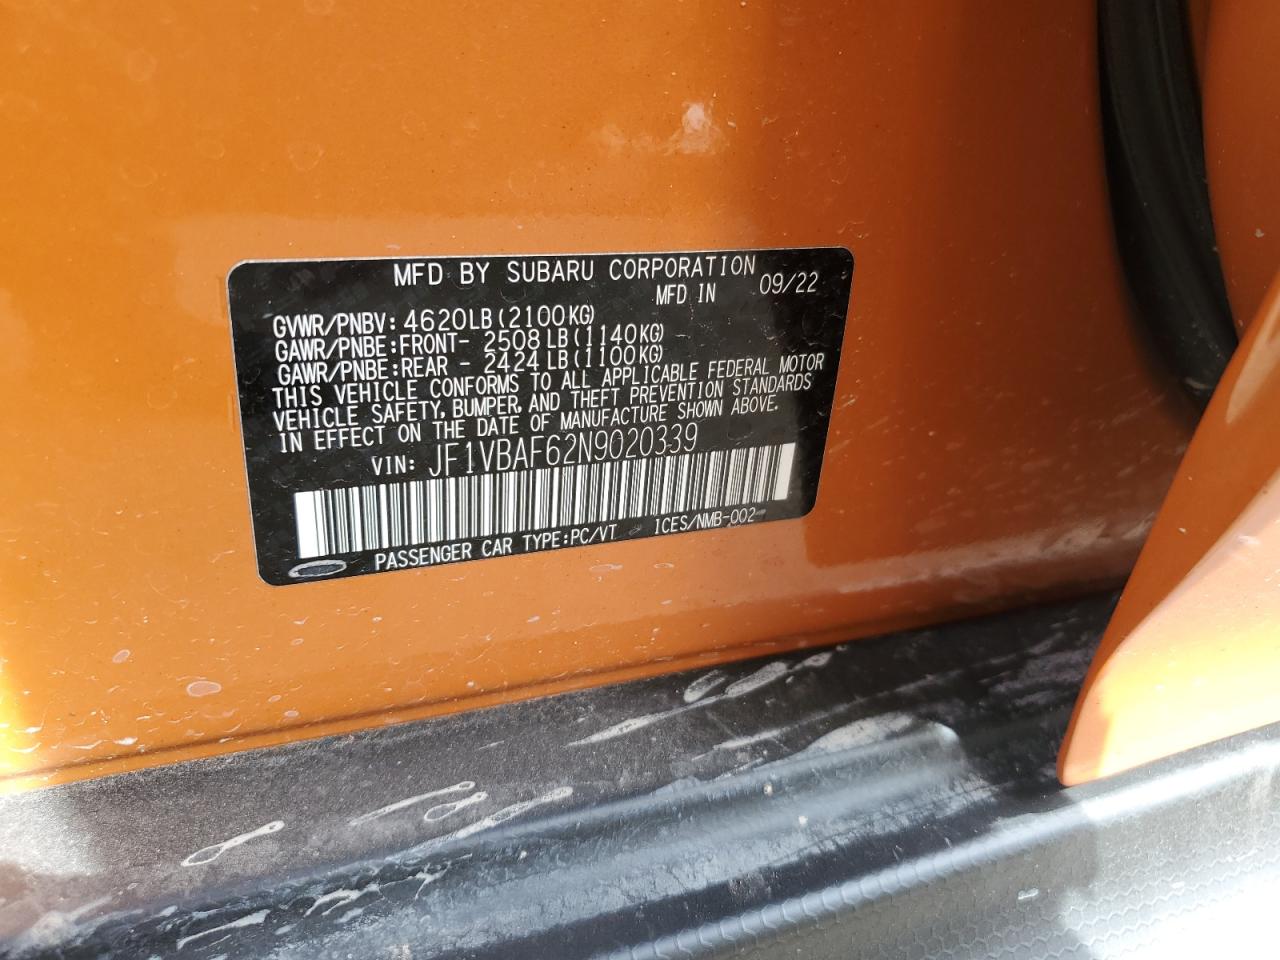 MFD BY SUBARU CORPORATION
MFD IN 09/22
GVWR/PNBV: 4620LB(2100KG)
GAWR/PNBE:FRONT- 2508LB(1140KG)
GAWR/PNBE:REAR - 2424LB(1100KG)
THIS VEHICLE CONFORMS TO ALL APPLICABLE FEDERAL MOTOR
VEHICLE SAFETY, BUMPER, AND THEFT PREVENTION STANDARDS
IN EFFECT ON THE DATE OF MANUFACTURE SHOWN ABOVE.
VIN: JF1VBAF62N9020339
PASSENGER CAR TYPE:PC/VT ICES/NMB-002